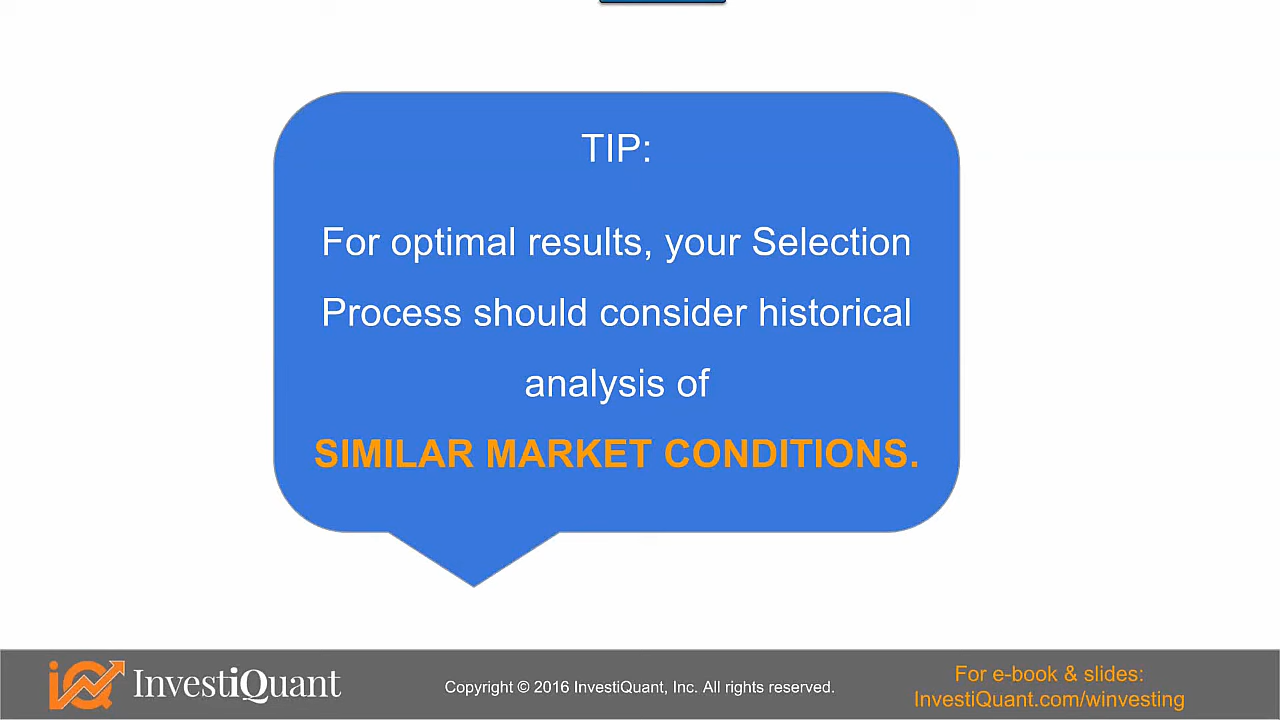 TIP:
For optimal results, your Selection
Process should consider historical
analysis of
SIMILAR MARKET CONDITIONS.
iQ InvestiQuant
Copyright © 2016 InvestiQuant, Inc. All rights reserved.
For e-book & slides:
InvestiQuant.com/winvesting